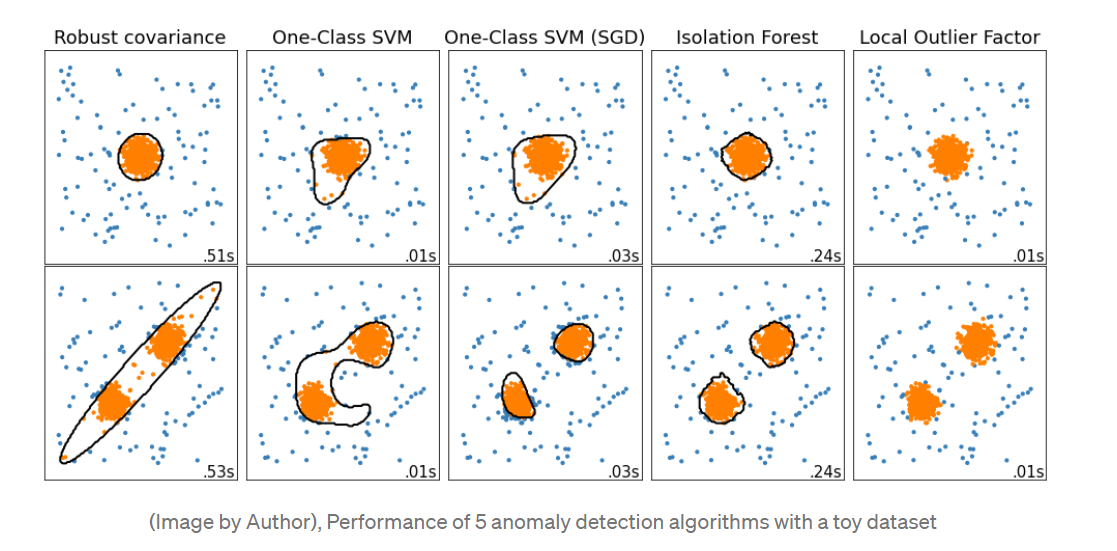 Robust covariance One-Class SVM One-Class SVM (SGD) Isolation Forest Local Outlier Factor
.51s .01s .03s .24s .01s
.53s .01s .03s .24s .01s
(Image by Author), Performance of 5 anomaly detection algorithms with a toy dataset